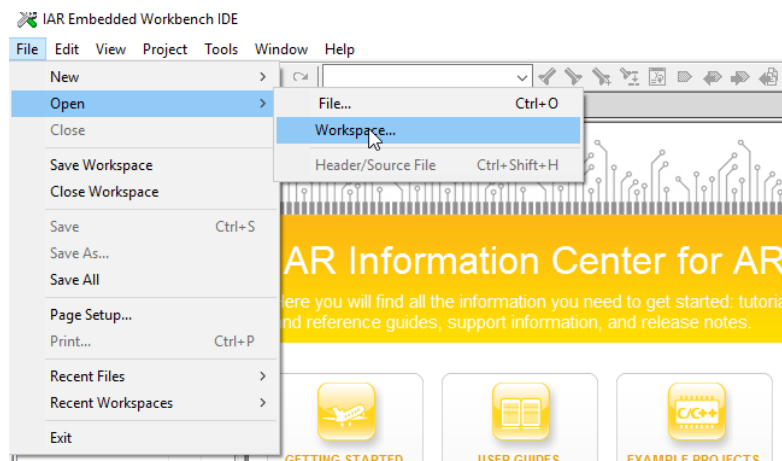 IAR Embedded Workbench IDE
File Edit View Project Tools Window Help
New
Open
Close
Save Workspace
Close Workspace
Save Ctrl+S
Save As...
Save All
Page Setup...
Print... Ctrl+P
Recent Files
Recent Workspaces
Exit
File... Ctrl+O
Workspace...
Header/Source File Ctrl+Shift+H
AR Information Center for AR
ere you will find all the information you need to get started: tutoria
nd reference guides, support information, and release notes.
C/C++
GETTING STARTED USER GUIDES EXAMPLE PROJECTS